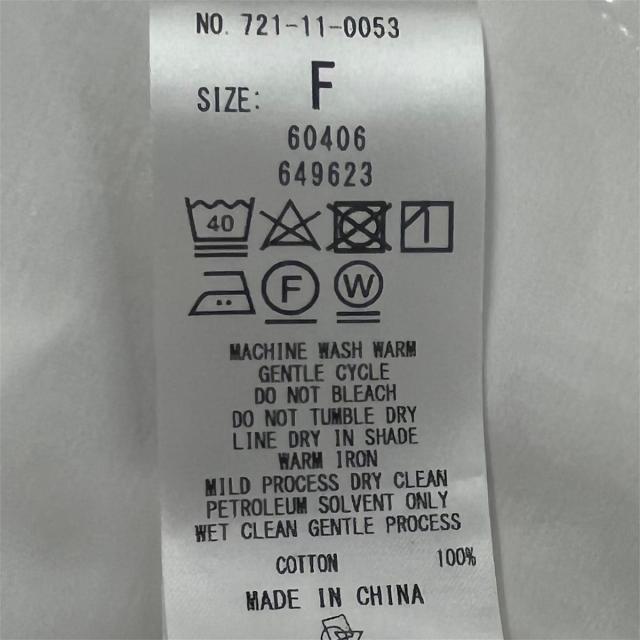 NO. 721-11-0053
SIZE: F
60406
649623
40
F W
MACHINE WASH WARM
GENTLE CYCLE
DO NOT BLEACH
DO NOT TUMBLE DRY
LINE DRY IN SHADE
WARM IRON
MILD PROCESS DRY CLEAN
PETROLEUM SOLVENT ONLY
WET CLEAN GENTLE PROCESS
COTTON 100%
MADE IN CHINA